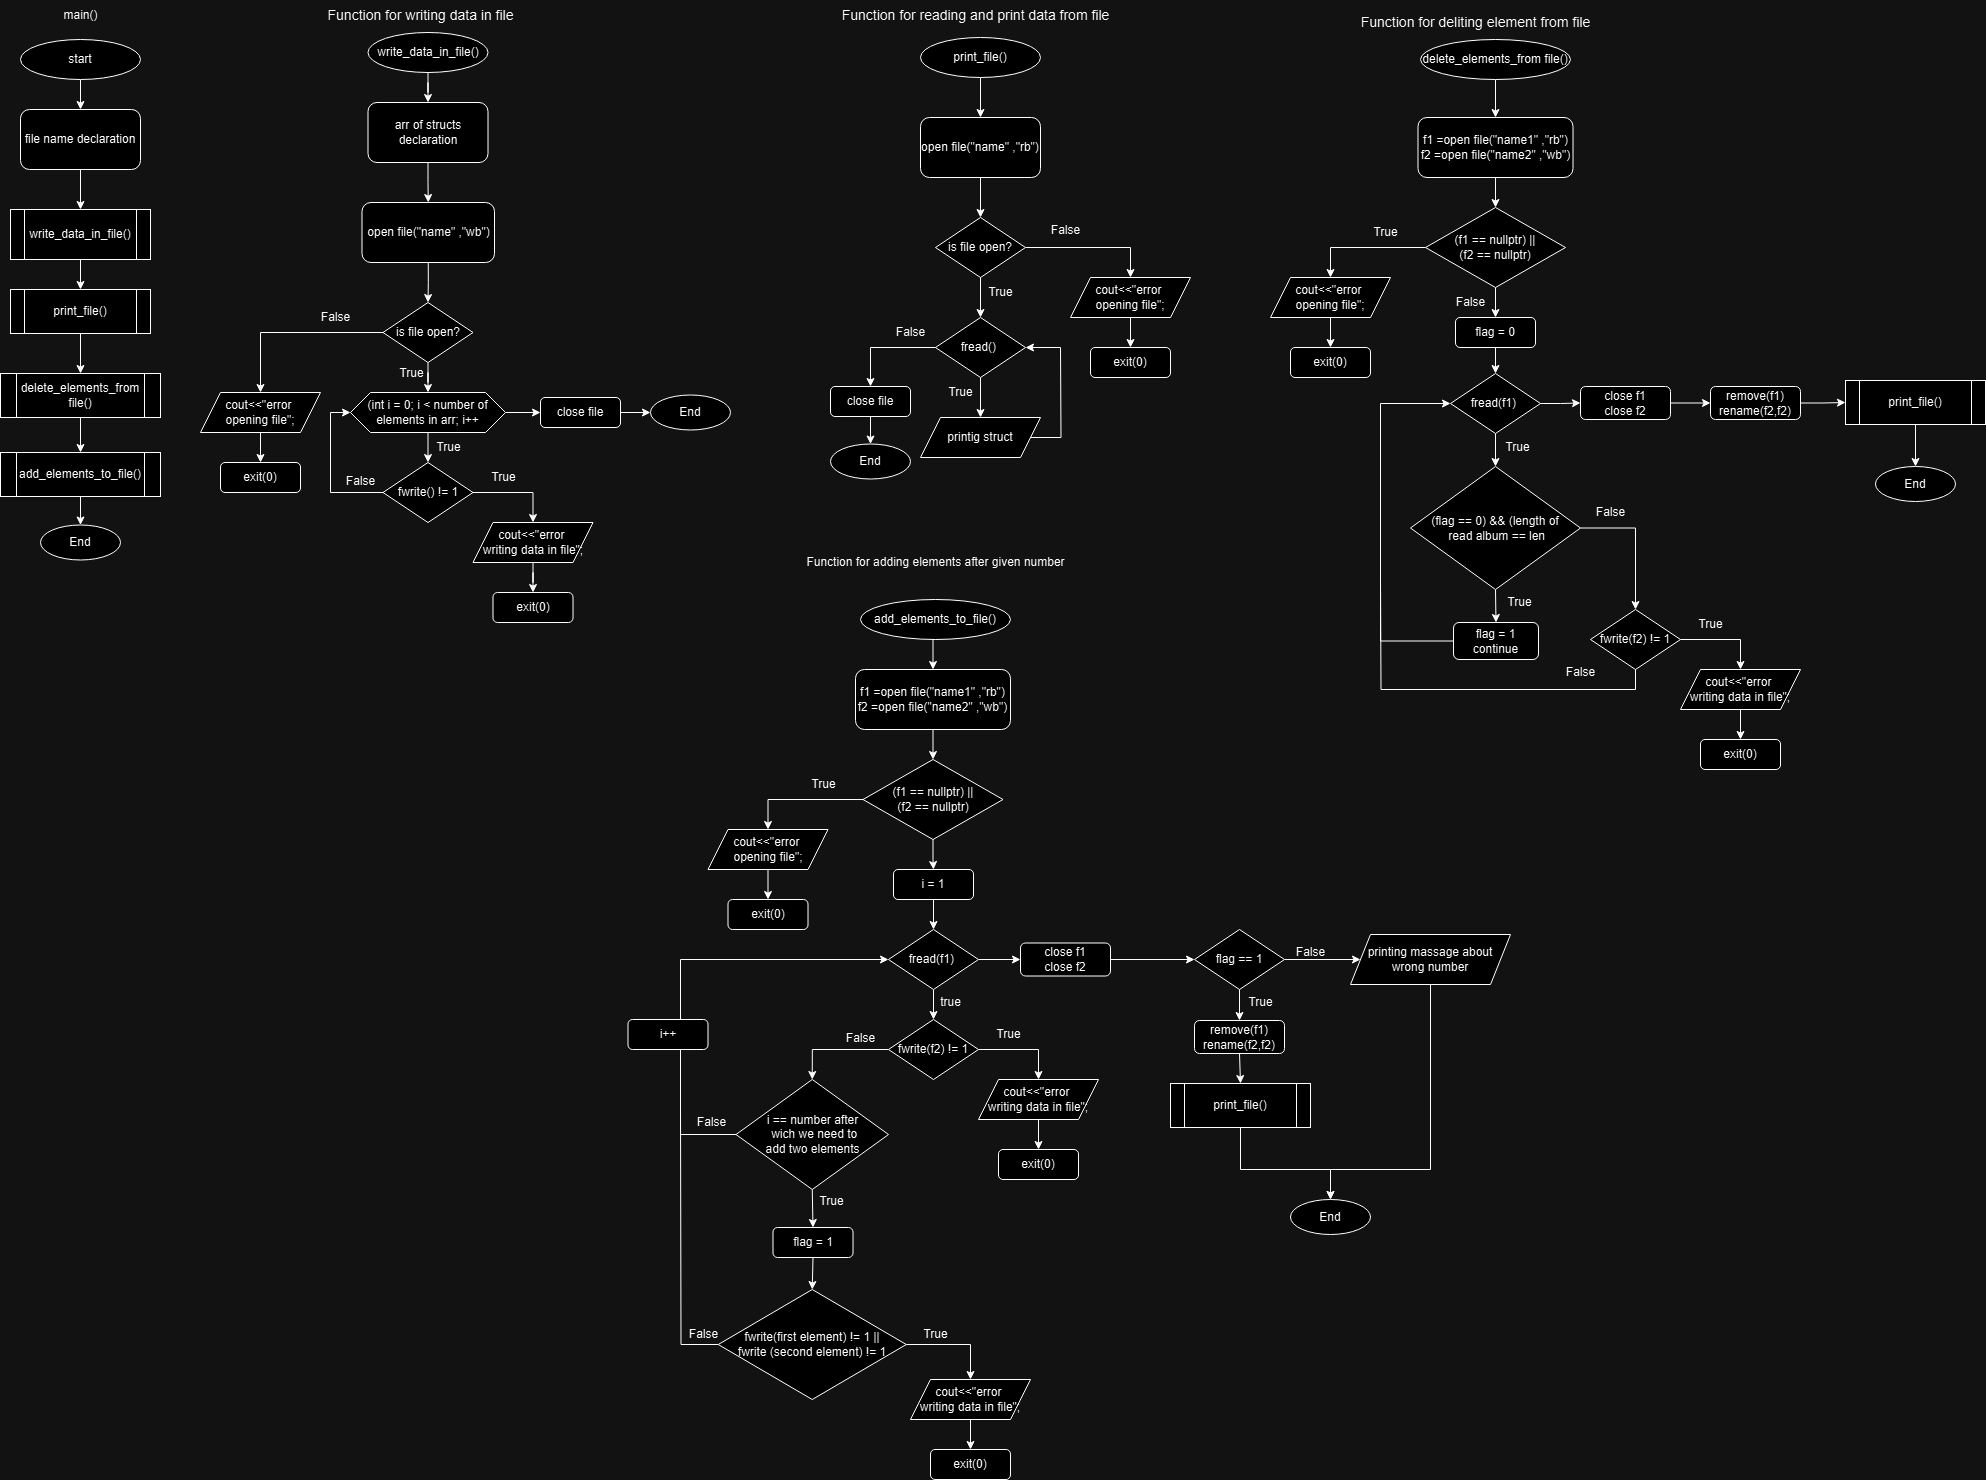 main()
start
file name declaration
write_data_in_file()
print_file()
delete_elements_from
file()
add_elements_to_file()
End
Function for writing data in file
write_data_in_file()
arr of structs
declaration
open file("name" ,"wb")
is file open?
False
cout<<"error
opening file";
exit(0)
True
(int i = 0; i < number of
elements in arr; i++
close file
End
True
fwrite() != 1
False
True
cout<<"error
writing data in file";
exit(0)
Function for reading and print data from file
print_file()
open file("name" ,"rb")
is file open?
False
cout<<"error
opening file";
exit(0)
True
fread()
False
close file
End
True
printig struct
Function for deliting element from file
delete_elements_from file()
f1 =open file("name1" ,"rb")
f2 =open file("name2" ,"wb")
(f1 == nullptr) ||
(f2 == nullptr)
True
cout<<"error
opening file";
exit(0)
False
flag = 0
fread(f1)
close f1
close f2
remove(f1)
rename(f2,f2)
print_file()
End
True
(flag == 0) && (length of
read album == len
False
True
flag = 1
continue
fwrite(f2) != 1
True
False
cout<<"error
writing data in file";
exit(0)
Function for adding elements after given number
add_elements_to_file()
f1 =open file("name1" ,"rb")
f2 =open file("name2" ,"wb")
(f1 == nullptr) ||
(f2 == nullptr)
True
cout<<"error
opening file";
exit(0)
i = 1
fread(f1)
close f1
close f2
flag == 1
False
printing massage about
wrong number
True
remove(f1)
rename(f2,f2)
print_file()
End
true
fwrite(f2) != 1
False
True
cout<<"error
writing data in file";
exit(0)
i++
i == number after
wich we need to
add two elements
False
True
flag = 1
fwrite(first element) != 1 ||
fwrite (second element) != 1
False
True
cout<<"error
writing data in file";
exit(0)